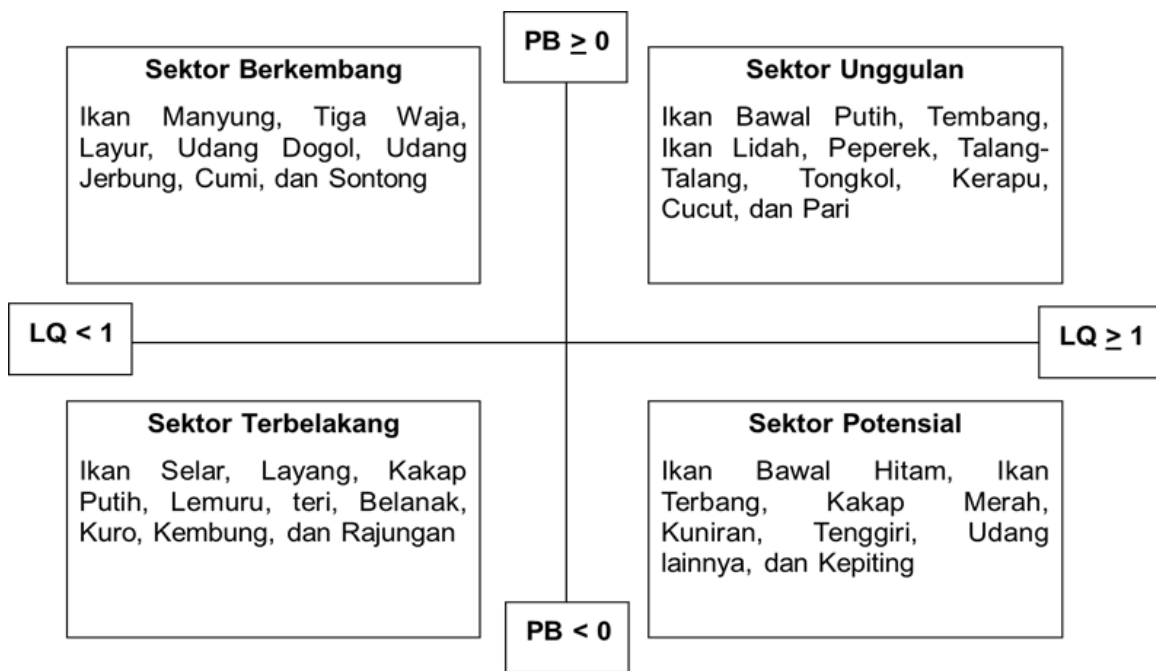 PB ≥ 0
Sektor Berkembang
Ikan Manyung, Tiga Waja,
Layur, Udang Dogol, Udang
Jerbung, Cumi, dan Sontong
Sektor Unggulan
Ikan Bawal Putih, Tembang,
Ikan Lidah, Peperek, Talang-
Talang, Tongkol, Kerapu,
Cucut, dan Pari
LQ < 1
LQ ≥ 1
Sektor Terbelakang
Ikan Selar, Layang, Kakap
Putih, Lemuru, teri, Belanak,
Kuro, Kembung, dan Rajungan
Sektor Potensial
Ikan Bawal Hitam, Ikan
Terbang, Kakap Merah,
Kuniran, Tenggiri, Udang
lainnya, dan Kepiting
PB < 0